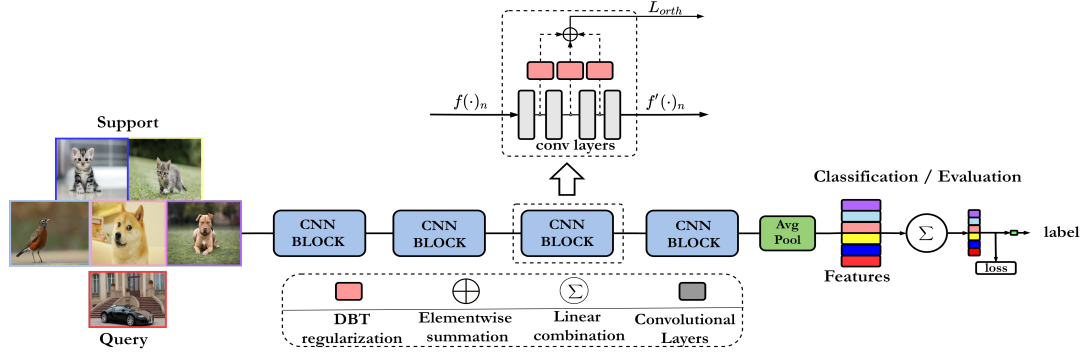 L_orth
f(·)_n
f'(·)_n
conv layers
Support
Classification / Evaluation
CNN
BLOCK
CNN
BLOCK
CNN
BLOCK
CNN
BLOCK
Avg
Pool
Σ
label
loss
Features
Σ
DBT
regularization
Elementwise
summation
Linear
combination
Convolutional
Layers
Query